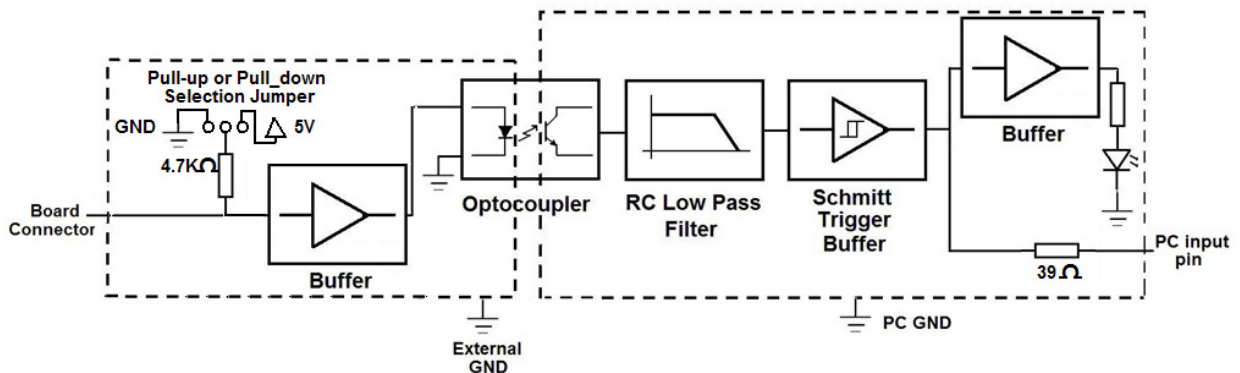 Pull-up or Pull_down
Selection Jumper
GND
5V
4.7KΩ
Board
Connector
Buffer
Optocoupler
RC Low Pass
Filter
Schmitt
Trigger
Buffer
Buffer
39Ω
PC input
pin
External
GND
PC GND